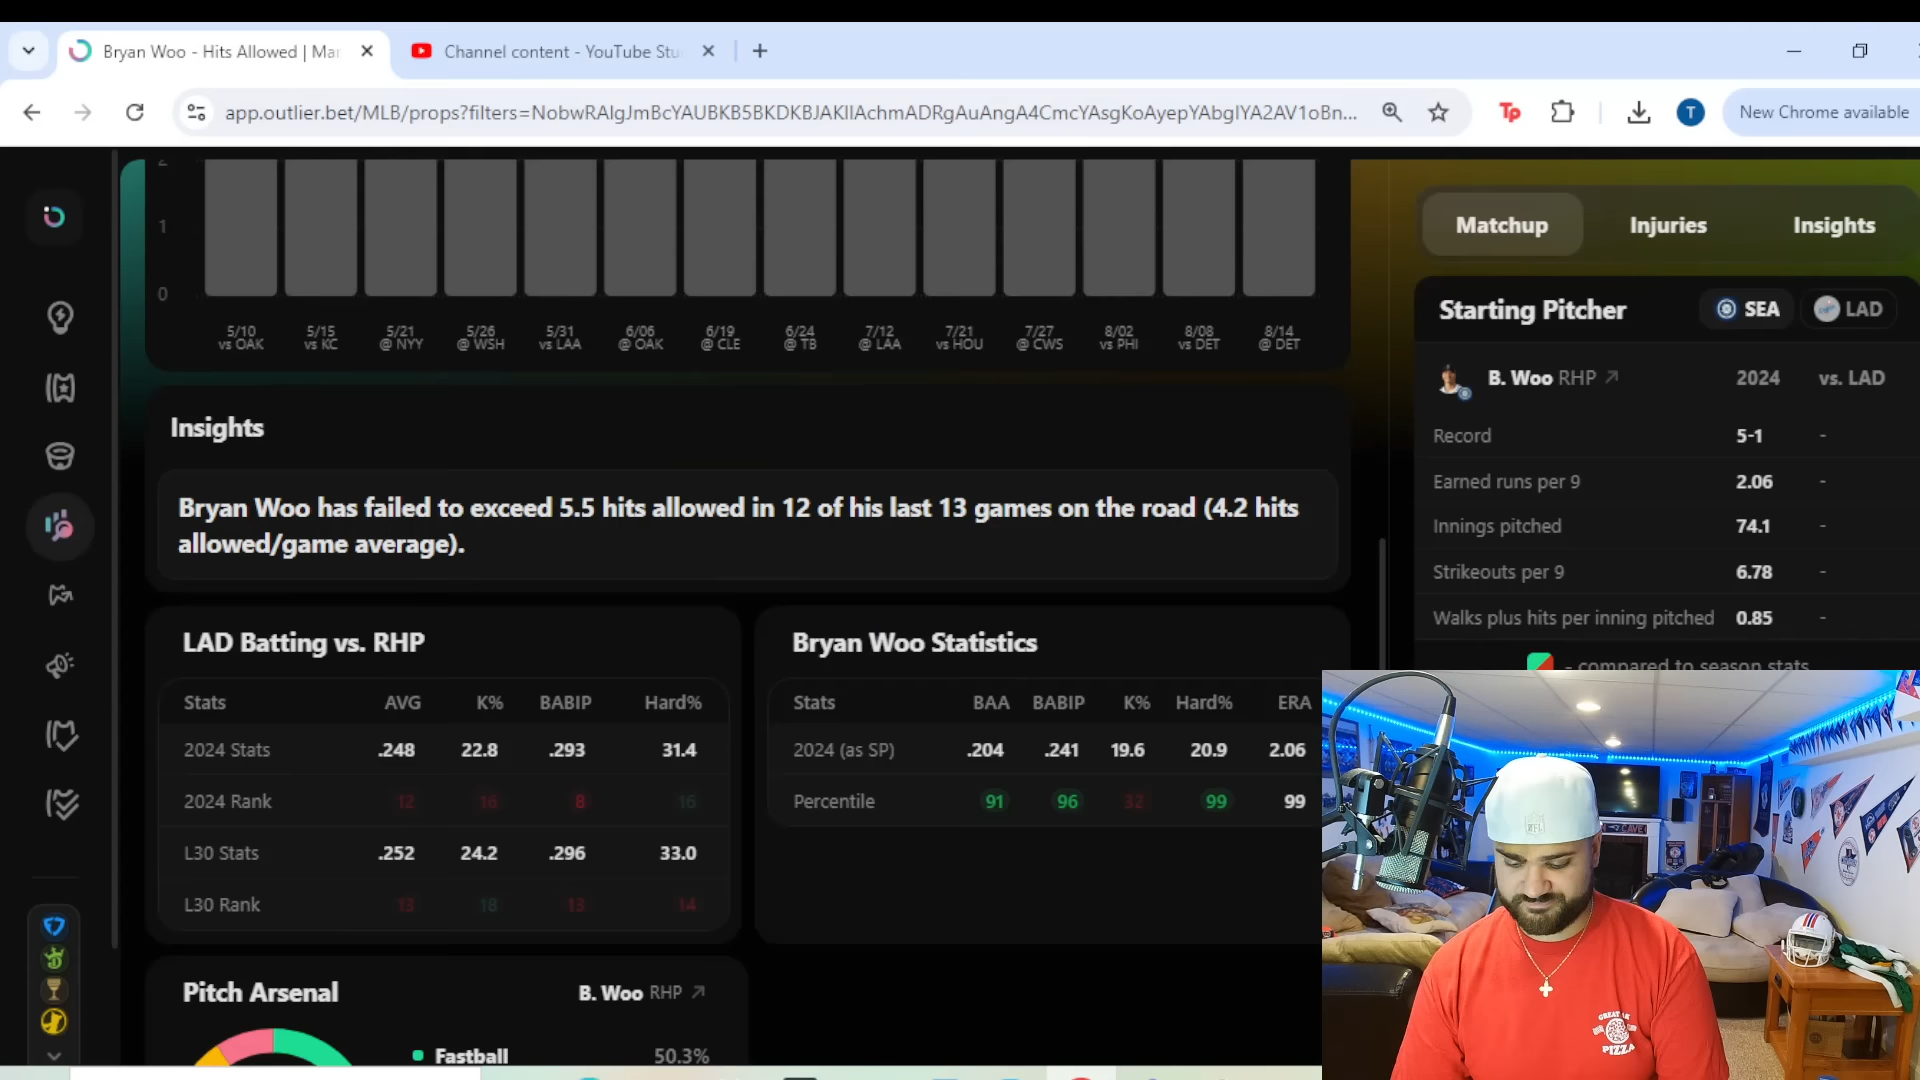 Bryan Woo - Hits Allowed | Mar
Channel content - YouTube Stu
app.outlier.bet/MLB/props?filters=NobwRAIgJmBcYAUBKB5BKDKBJAKIIAchmADRgAuAngA4CmcYAsgKoAyepYAbgIYA2AV1oBn...
Tp
T
New Chrome available
2
1
0
5/10 5/15 5/21 5/26 5/31 6/06 6/19 6/24 7/12 7/21 7/27 8/02 8/08 8/14
vs OAK vs KC @ NYY @ WSH vs LAA @ OAK @ CLE @ TB @ LAA vs HOU @ CWS vs PHI vs DET @ DET
Matchup Injuries Insights
Starting Pitcher SEA LAD
B. Woo RHP 2024 vs. LAD
Record 5-1 -
Earned runs per 9 2.06 -
Innings pitched 74.1 -
Strikeouts per 9 6.78 -
Walks plus hits per inning pitched 0.85 -
- compared to season stats
Insights
Bryan Woo has failed to exceed 5.5 hits allowed in 12 of his last 13 games on the road (4.2 hits
allowed/game average).
LAD Batting vs. RHP
Stats AVG K% BABIP Hard%
2024 Stats .248 22.8 .293 31.4
2024 Rank 12 16 8 16
L30 Stats .252 24.2 .296 33.0
L30 Rank 13 18 13 14
Bryan Woo Statistics
Stats BAA BABIP K% Hard% ERA
2024 (as SP) .204 .241 19.6 20.9 2.06
Percentile 91 96 32 99 99
Pitch Arsenal B. Woo RHP
Fastball 50.3%
NFL
PIZZA